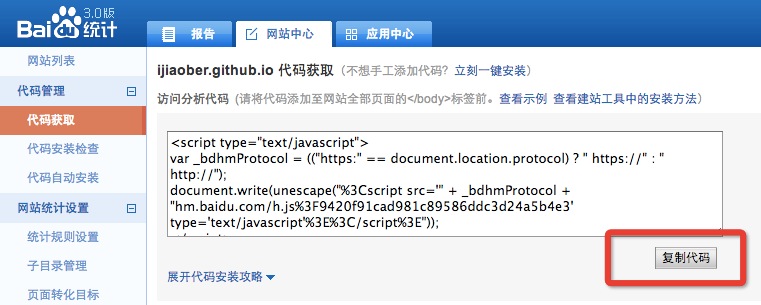 3.0版
Baidu 统计
报告
网站中心
应用中心
网站列表
代码管理
代码获取
代码安装检查
代码自动安装
网站统计设置
统计规则设置
子目录管理
页面转化目标
ijiaober.github.io 代码获取（不想手工添加代码？立刻一键安装）
访问分析代码（请将代码添加至网站全部页面的</body>标签前。查看示例 查看建站工具中的安装方法）
<script type="text/javascript">
var _bdhmProtocol = (("https:" == document.location.protocol) ? " https://" : "
http://");
document.write(unescape("%3Cscript src='" + _bdhmProtocol +
"hm.baidu.com/h.js%3F9420f91cad981c89586ddc3d24a5b4e3'
type='text/javascript'%3E%3C/script%3E"));
复制代码
展开代码安装攻略